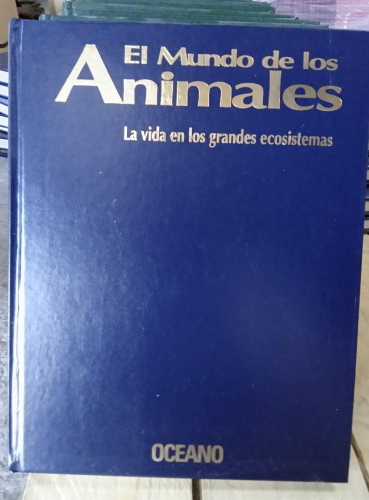 El Mundo de los
Animales
La vida en los grandes ecosistemas
OCEANO